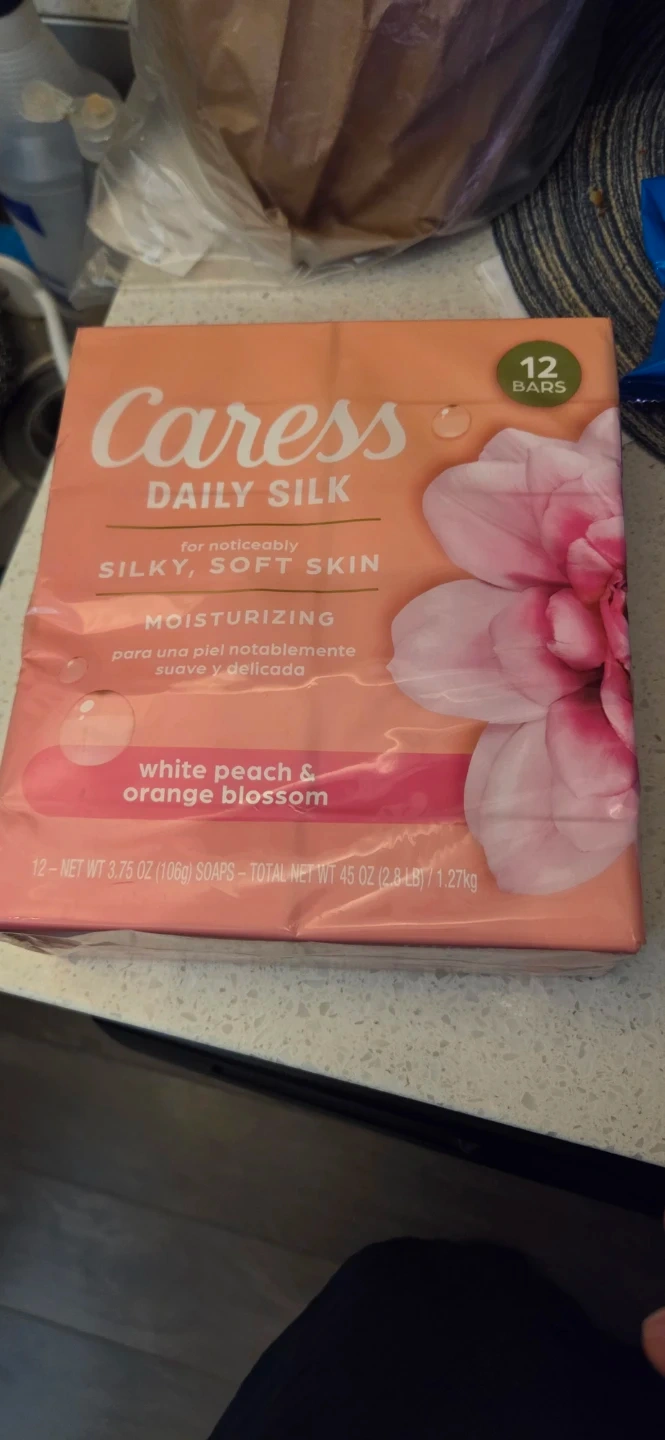 12
BARS
Caress
DAILY SILK
for noticeably
SILKY, SOFT SKIN
MOISTURIZING
para una piel notablemente
suave y delicada
white peach &
orange blossom
12 – NET WT 3.75 OZ (106g) SOAPS – TOTAL NET WT 45 OZ (2.8 LB) / 1.27kg